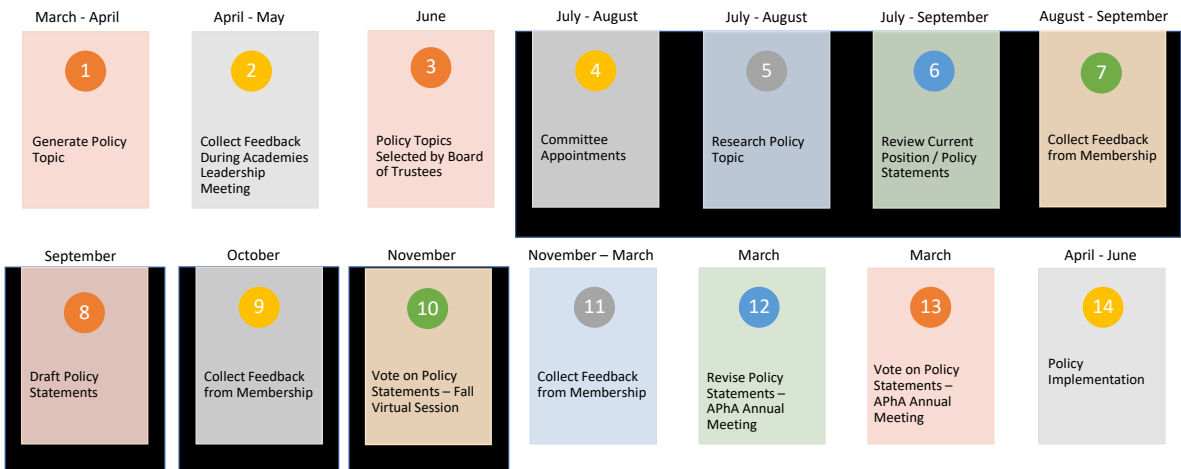 March - April
1
Generate Policy
Topic
April - May
2
Collect Feedback
During Academies
Leadership
Meeting
June
3
Policy Topics
Selected by Board
of Trustees
July - August
4
Committee
Appointments
July - August
5
Research Policy
Topic
July - September
6
Review Current
Position / Policy
Statements
August - September
7
Collect Feedback
from Membership
September
8
Draft Policy
Statements
October
9
Collect Feedback
from Membership
November
10
Vote on Policy
Statements – Fall
Virtual Session
November – March
11
Collect Feedback
from Membership
March
12
Revise Policy
Statements –
APhA Annual
Meeting
March
13
Vote on Policy
Statements –
APhA Annual
Meeting
April - June
14
Policy
Implementation